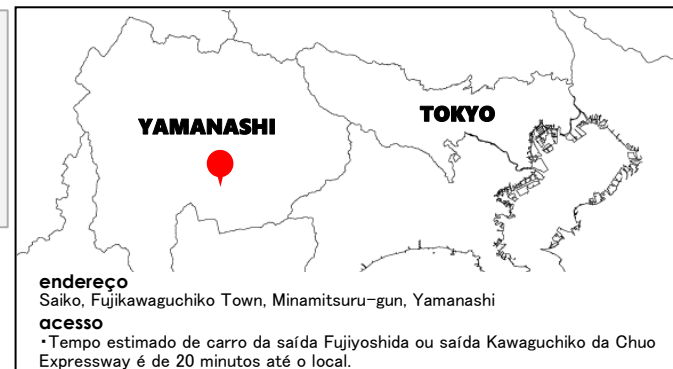 YAMANASHI
TOKYO
endereço
Saiko, Fujikawaguchiko Town, Minamitsuru-gun, Yamanashi
acesso
・Tempo estimado de carro da saída Fujiyoshida ou saída Kawaguchiko da Chuo
Expressway é de 20 minutos até o local.